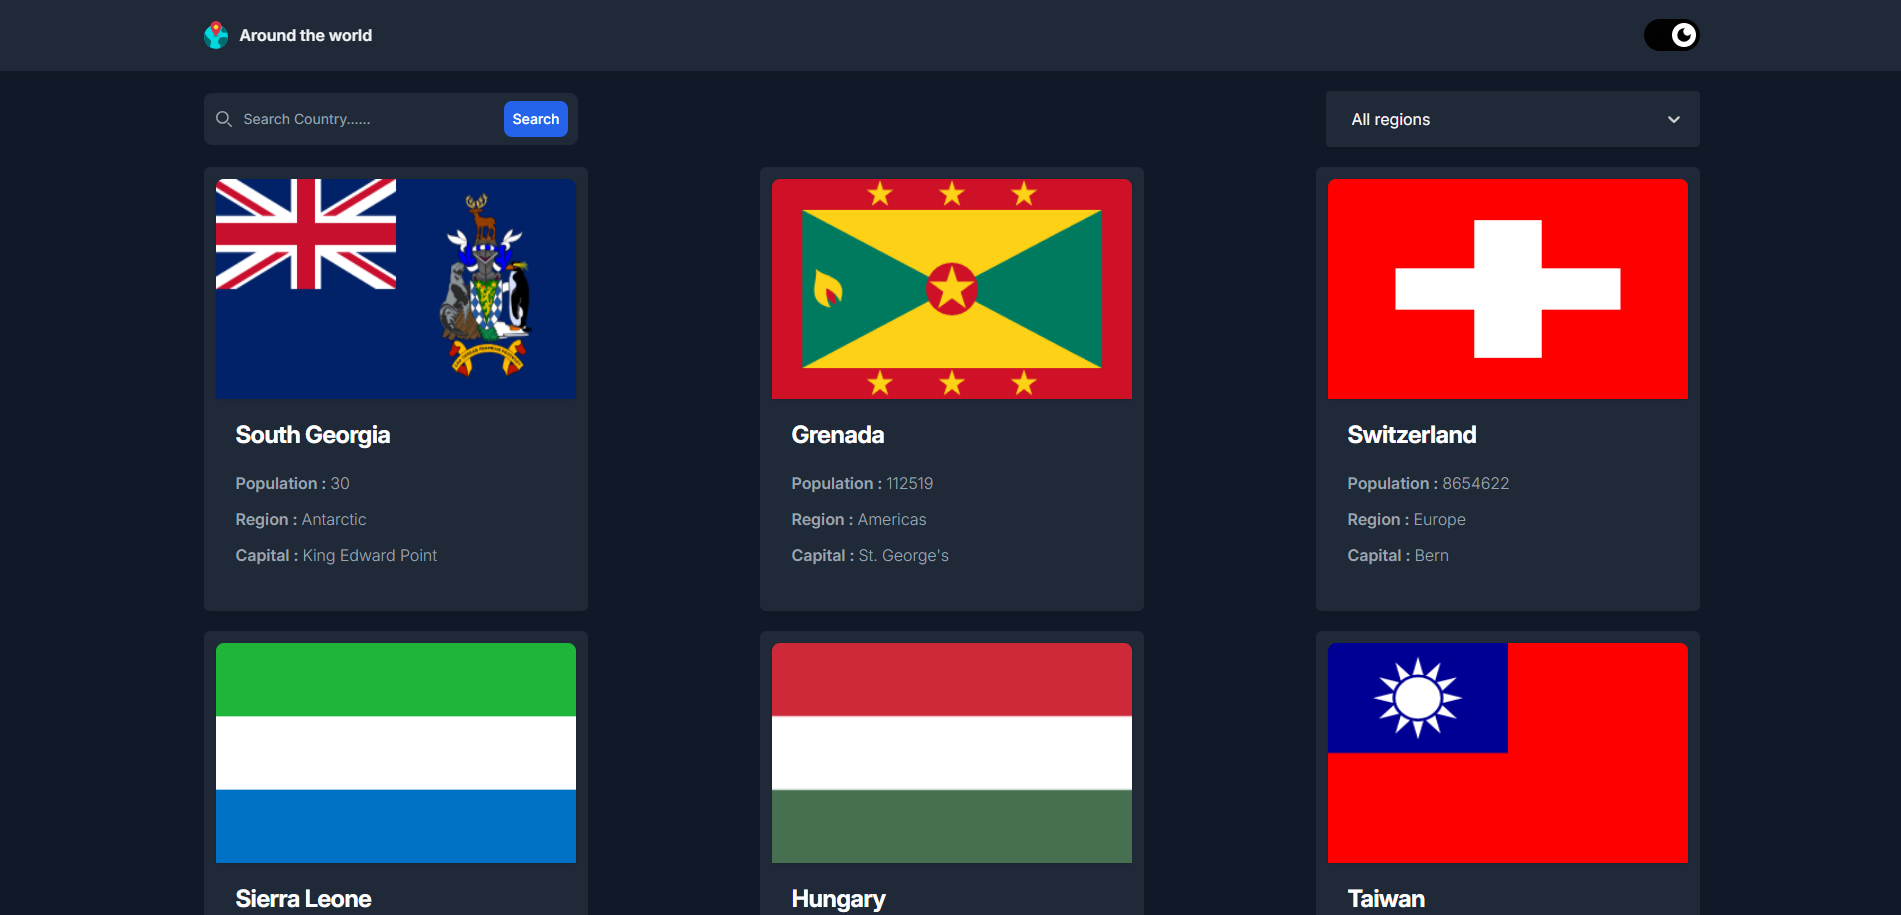 Around the world
Search Country......
Search
All regions
South Georgia
Population : 30
Region : Antarctic
Capital : King Edward Point
Grenada
Population : 112519
Region : Americas
Capital : St. George's
Switzerland
Population : 8654622
Region : Europe
Capital : Bern
Sierra Leone
Hungary
Taiwan